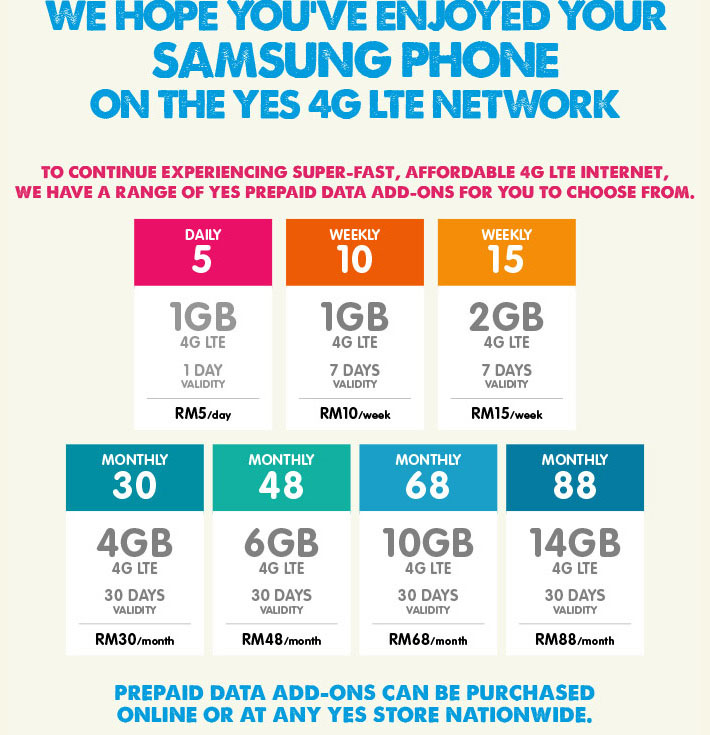 WE HOPE YOU'VE ENJOYED YOUR
SAMSUNG PHONE
ON THE YES 4G LTE NETWORK
TO CONTINUE EXPERIENCING SUPER-FAST, AFFORDABLE 4G LTE INTERNET,
WE HAVE A RANGE OF YES PREPAID DATA ADD-ONS FOR YOU TO CHOOSE FROM.
DAILY
5
1GB
4G LTE
1 DAY
VALIDITY
RM5/day
WEEKLY
10
1GB
4G LTE
7 DAYS
VALIDITY
RM10/week
WEEKLY
15
2GB
4G LTE
7 DAYS
VALIDITY
RM15/week
MONTHLY
30
4GB
4G LTE
30 DAYS
VALIDITY
RM30/month
MONTHLY
48
6GB
4G LTE
30 DAYS
VALIDITY
RM48/month
MONTHLY
68
10GB
4G LTE
30 DAYS
VALIDITY
RM68/month
MONTHLY
88
14GB
4G LTE
30 DAYS
VALIDITY
RM88/month
PREPAID DATA ADD-ONS CAN BE PURCHASED
ONLINE OR AT ANY YES STORE NATIONWIDE.